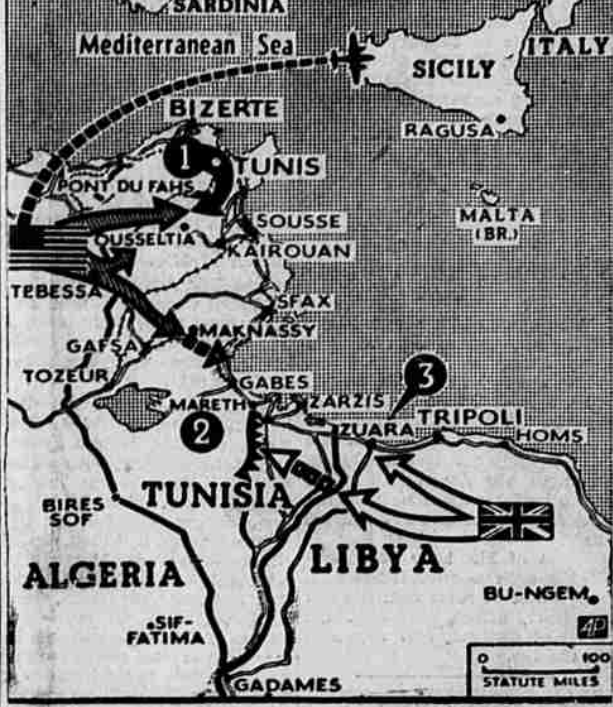 SARDINIA
Mediterranean Sea
ITALY
SICILY
BIZERTE
RAGUSA
1
TUNIS
PONT DU FAHS
MALTA
(BR.)
SOUSSE
OUSSELTIA
KAIROUAN
TEBESSA
SFAX
MAKNASSY
GAFSA
TOZEUR
GABES
3
MARETH
ZARZIS
2
ZUARA
TRIPOLI
HOMS
TUNISIA
BIRES
SOF
LIBYA
ALGERIA
BU-NGEM
SIF-
FATIMA
AP
0 100
STATUTE MILES
GADAMES